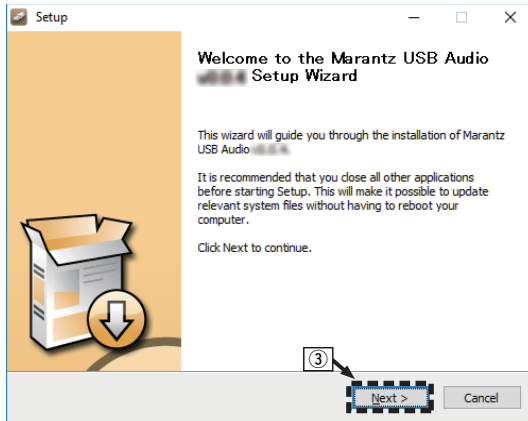 Setup
Welcome to the Marantz USB Audio
Setup Wizard
This wizard will guide you through the installation of Marantz
USB Audio
It is recommended that you close all other applications
before starting Setup. This will make it possible to update
relevant system files without having to reboot your
computer.
Click Next to continue.
③
Next >
Cancel